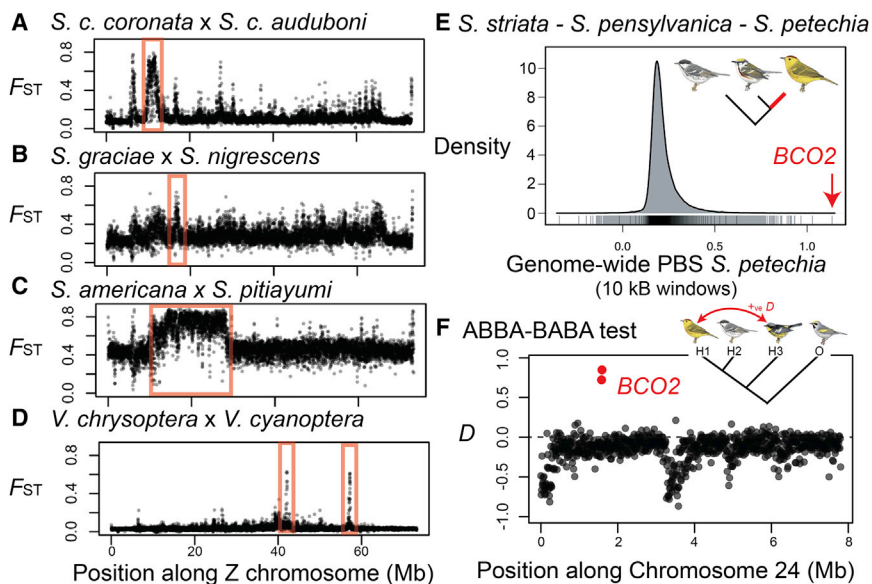 A S. c. coronata x S. c. auduboni
FST
0.8
0.4
0.0
B S. graciae x S. nigrescens
FST
0.8
0.4
0.0
C S. americana x S. pitiayumi
FST
0.8
0.4
0.0
D V. chrysoptera x V. cyanoptera
FST
0.8
0.4
0.0
0 20 40 60
Position along Z chromosome (Mb)
E S. striata - S. pensylvanica - S. petechia
Density
10
8
6
4
2
0
BCO2
0.0 0.5 1.0
Genome-wide PBS S. petechia
(10 kB windows)
F ABBA-BABA test
+ve D
H1 H2 H3 O
D
1.0
0.5
0.0
-0.5
-1.0
BCO2
0 2 4 6 8
Position along Chromosome 24 (Mb)